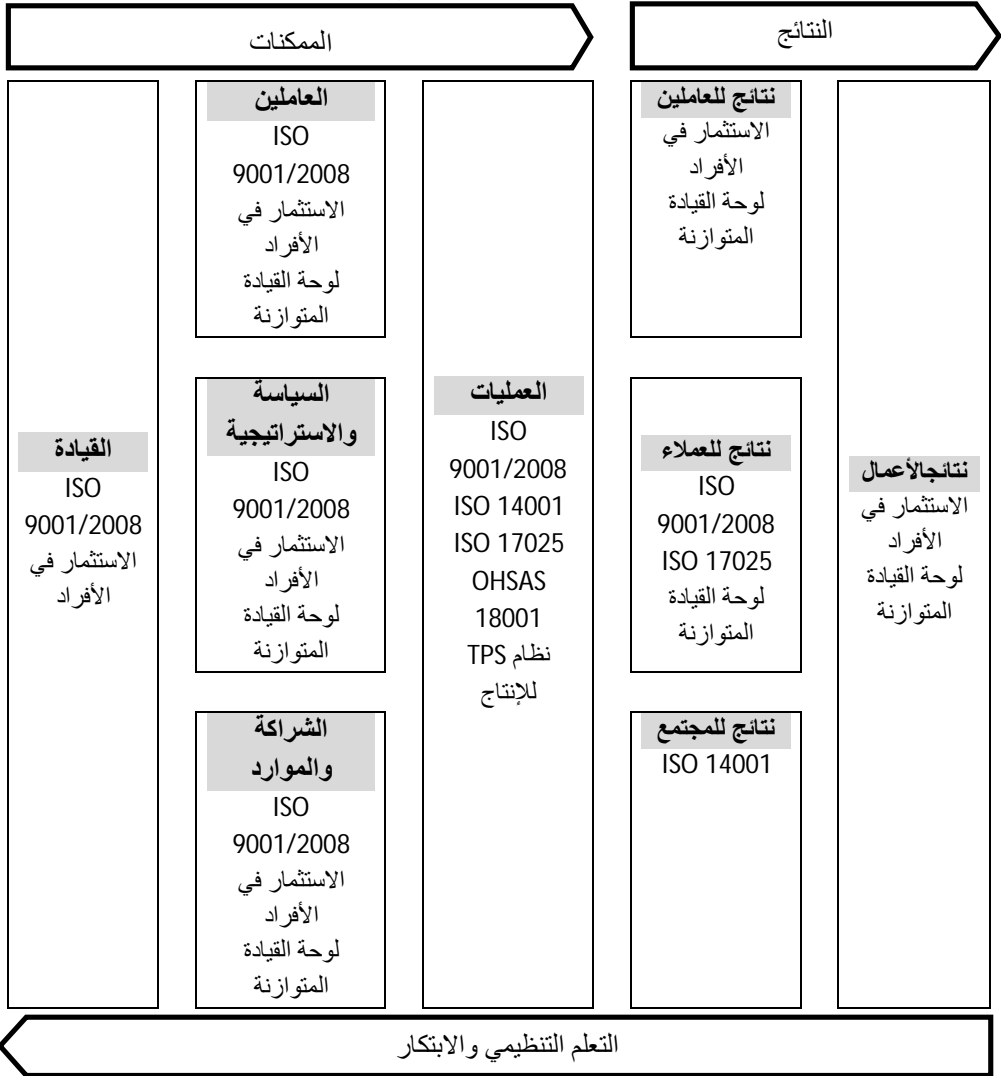 الممكنات
النتائج
القيادة
ISO
9001/2008
الاستثمار في
الأفراد
العاملين
ISO
9001/2008
الاستثمار في
الأفراد
لوحة القيادة
المتوازنة
السياسة
والاستراتيجية
ISO
9001/2008
الاستثمار في
الأفراد
لوحة القيادة
المتوازنة
الشراكة
والموارد
ISO
9001/2008
الاستثمار في
الأفراد
لوحة القيادة
المتوازنة
العمليات
ISO
9001/2008
ISO 14001
ISO 17025
OHSAS
18001
نظام TPS
للإنتاج
نتائج للعاملين
الاستثمار في
الأفراد
لوحة القيادة
المتوازنة
نتائج للعملاء
ISO
9001/2008
ISO 17025
لوحة القيادة
المتوازنة
نتائج للمجتمع
ISO 14001
نتائجالأعمال
الاستثمار في
الأفراد
لوحة القيادة
المتوازنة
التعلم التنظيمي والابتكار